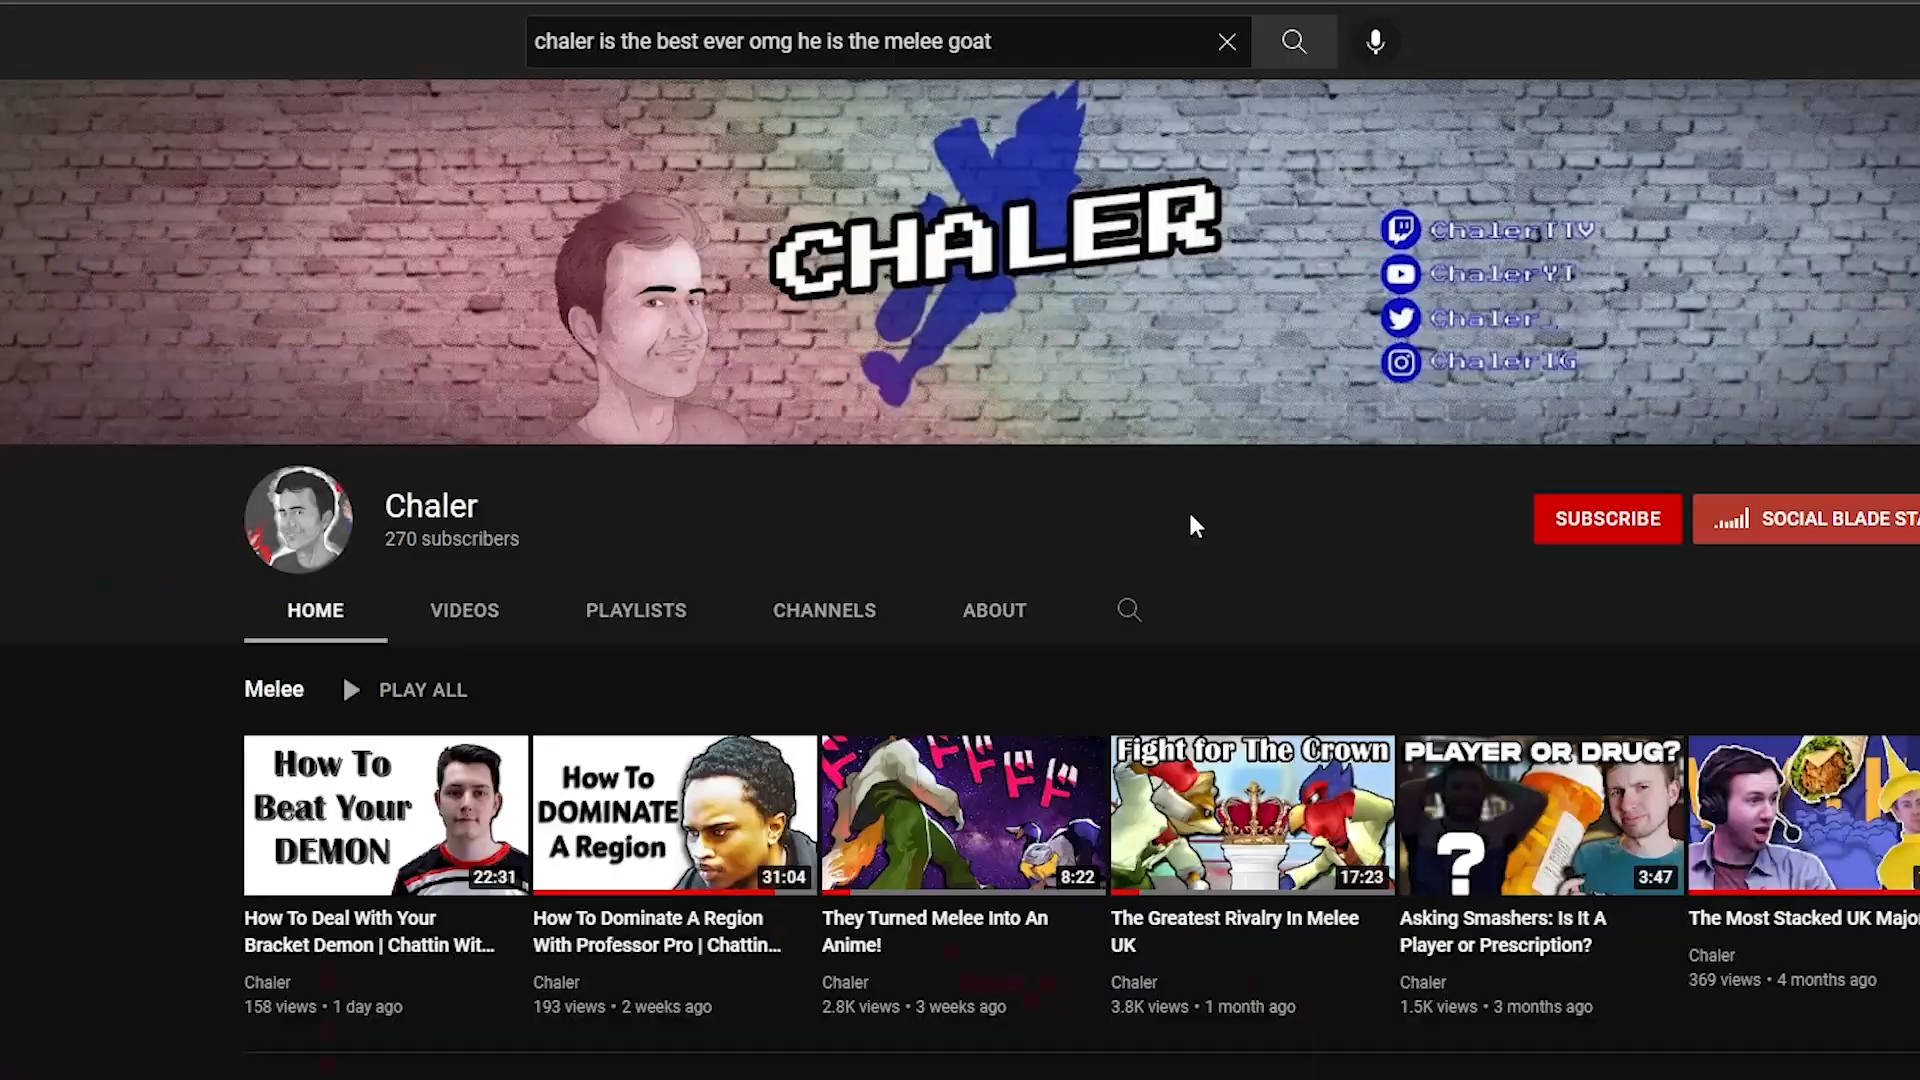 chaler is the best ever omg he is the melee goat
CHALER
ChalerTTV
ChalerYT
Chaler_
ChalerIG
Chaler
270 subscribers
SUBSCRIBE
SOCIAL BLADE STA
HOME
VIDEOS
PLAYLISTS
CHANNELS
ABOUT
Melee
PLAY ALL
How To
Beat Your
DEMON
22:31
How To
DOMINATE
A Region
31:04
ドドドド
8:22
Fight for The Crown
17:23
PLAYER OR DRUG?
?
3:47
How To Deal With Your
Bracket Demon | Chattin Wit...
Chaler
158 views • 1 day ago
How To Dominate A Region
With Professor Pro | Chattin...
Chaler
193 views • 2 weeks ago
They Turned Melee Into An
Anime!
Chaler
2.8K views • 3 weeks ago
The Greatest Rivalry In Melee
UK
Chaler
3.8K views • 1 month ago
Asking Smashers: Is It A
Player or Prescription?
Chaler
1.5K views • 3 months ago
The Most Stacked UK Major
Chaler
369 views • 4 months ago